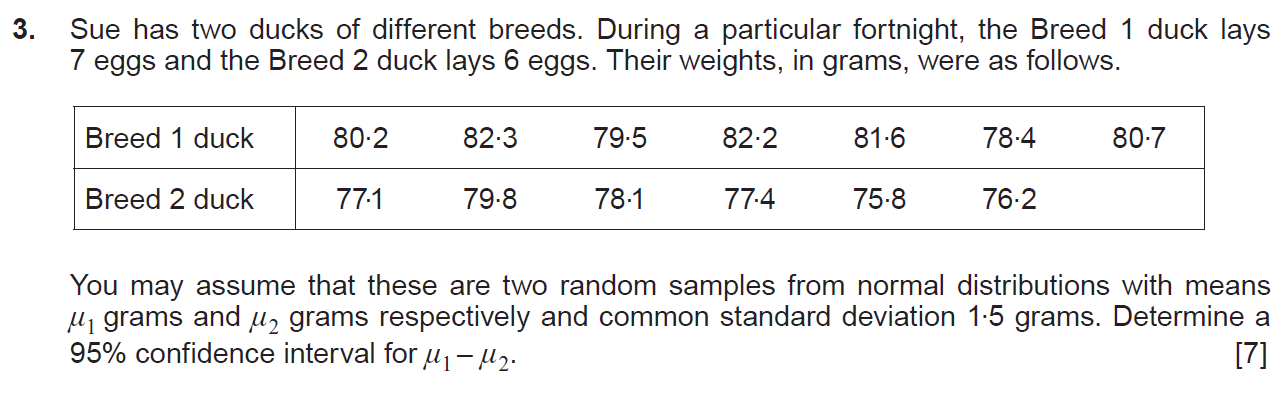 3. Sue has two ducks of different breeds. During a particular fortnight, the Breed 1 duck lays
7 eggs and the Breed 2 duck lays 6 eggs. Their weights, in grams, were as follows.
Breed 1 duck 80·2 82·3 79·5 82·2 81·6 78·4 80·7
Breed 2 duck 77·1 79·8 78·1 77·4 75·8 76·2
You may assume that these are two random samples from normal distributions with means
μ₁ grams and μ₂ grams respectively and common standard deviation 1·5 grams. Determine a
95% confidence interval for μ₁ – μ₂. [7]